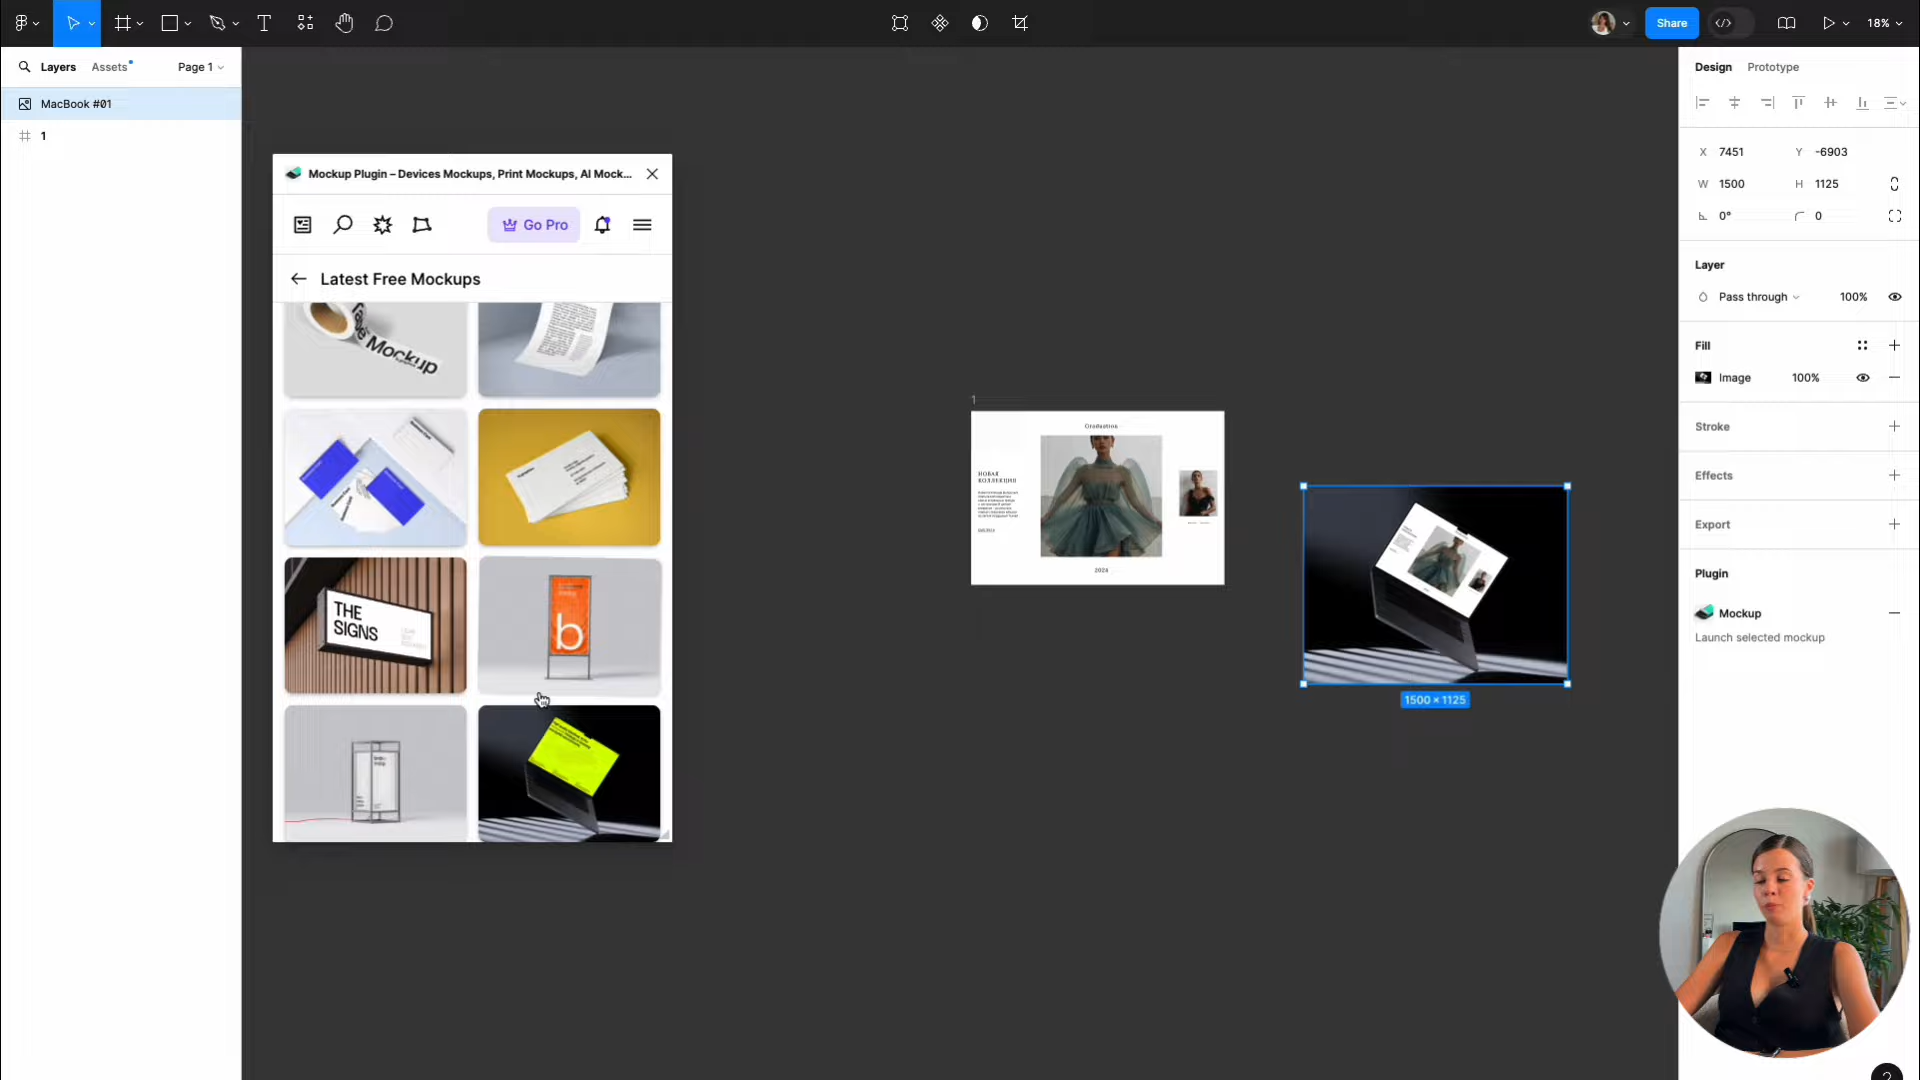 Share
18%
Layers
Assets
Page 1
MacBook #01
1
Mockup Plugin – Devices Mockups, Print Mockups, AI Mock...
Go Pro
Latest Free Mockups
Mockup
THE
SIGNS
b
1
Graduation
НОВАЯ
КОЛЛЕКЦИЯ
2024
1500 × 1125
Design
Prototype
X 7451 Y -6903
W 1500 H 1125
0° 0
Layer
Pass through 100%
Fill
Image 100%
Stroke
Effects
Export
Plugin
Mockup
Launch selected mockup